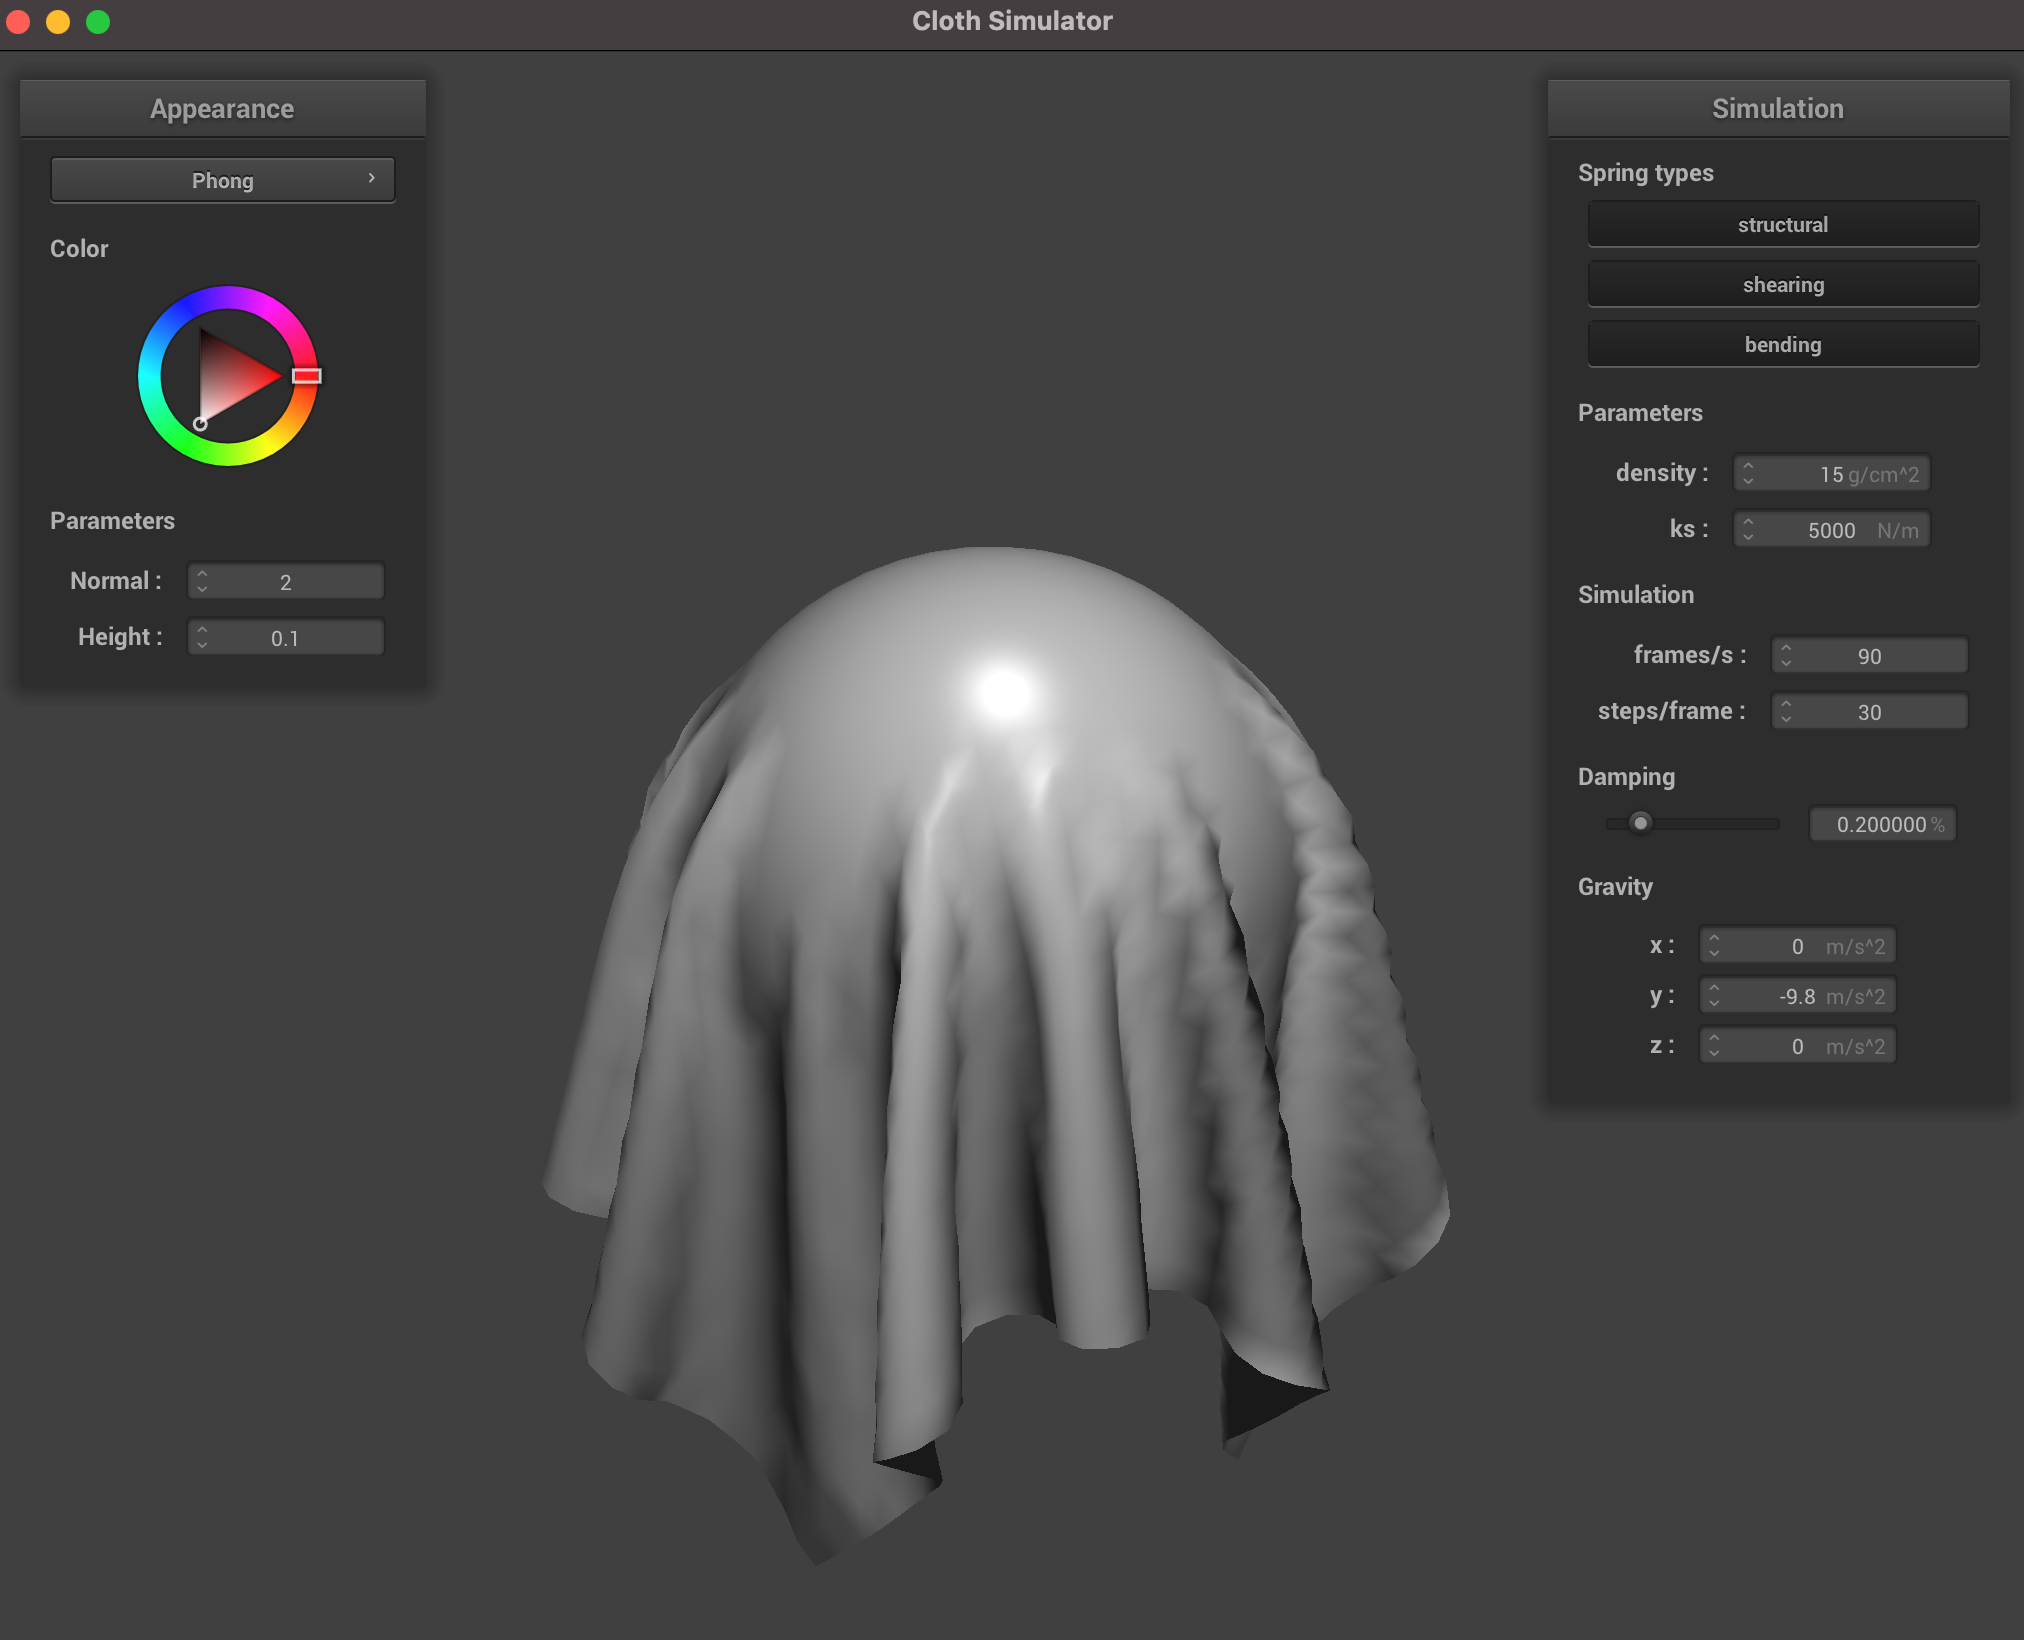 Cloth Simulator
Appearance
Phong
Color
Parameters
Normal : 2
Height : 0.1
Simulation
Spring types
structural
shearing
bending
Parameters
density : 15 g/cm^2
ks : 5000 N/m
Simulation
frames/s : 90
steps/frame : 30
Damping
0.200000 %
Gravity
x : 0 m/s^2
y : -9.8 m/s^2
z : 0 m/s^2